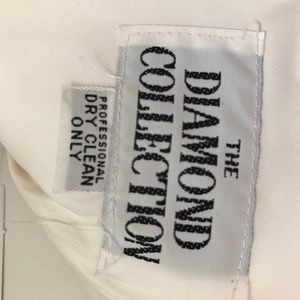 THE
DIAMOND
COLLECTION
PROFESSIONAL
DRY CLEAN
ONLY